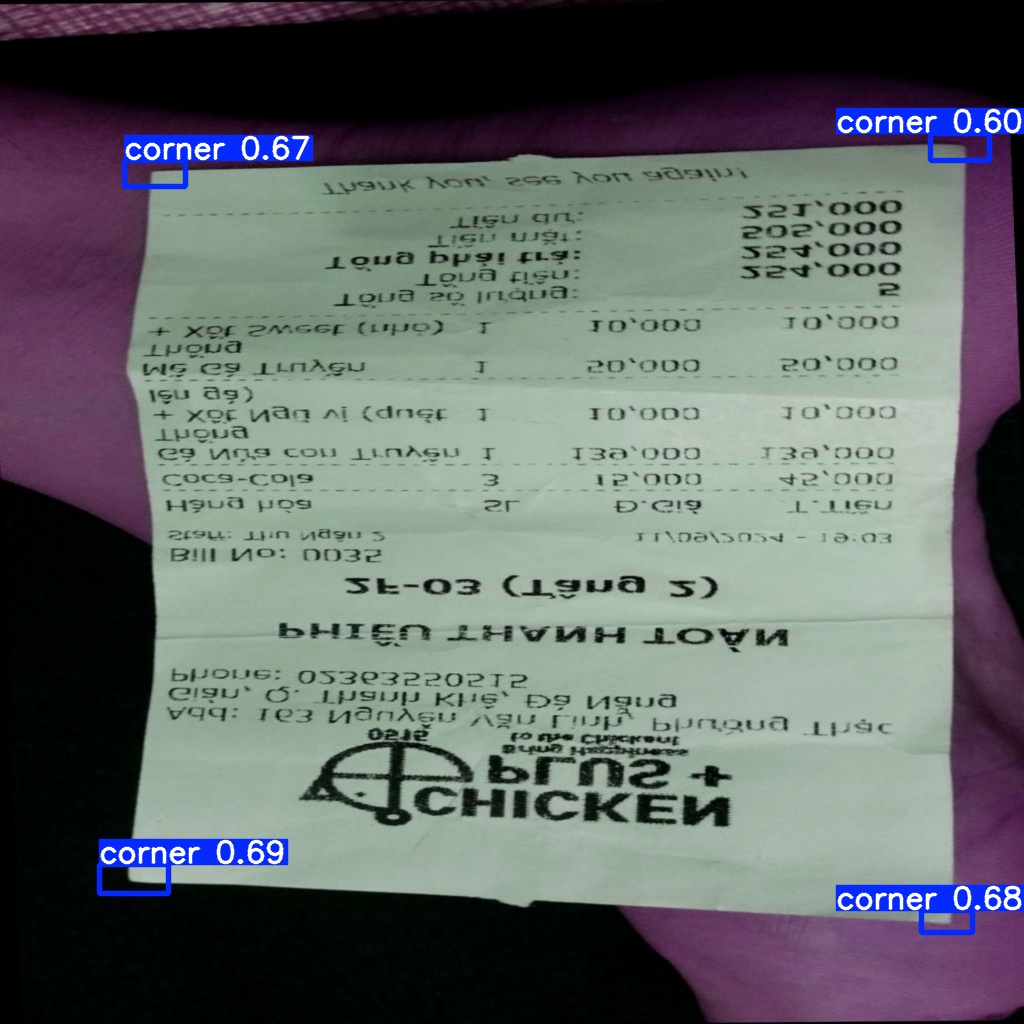 corner 0.67
corner 0.60
CHICKEN
PLUS +
Bring Happiness
0515 to the Chickent
Add: 163 Nguyễn Văn Linh, Phường Thạc
Gián, Q. Thanh Khê, Đà Nẵng
Phone: 02363550515
PHIẾU THANH TOÁN
2F-03 (Tầng 2)
Bill No: 0035
Staff: Thu Ngân 2 11/09/2024 - 19:03
Hàng hóa SL Đ.Giá T.Tiền
Coca-Cola 3 15,000 45,000
Gà Nửa con Truyền 1 139,000 139,000
Thống
+ Xốt Ngũ vị (quét 1 10,000 10,000
lên gà)
Mề Gà Truyền 1 50,000 50,000
Thống
+ Xốt Sweet (nhỏ) 1 10,000 10,000
Tổng số lượng: 5
Tổng tiền: 254,000
Tổng phải trả: 254,000
Tiền mặt: 505,000
Tiền dư: 251,000
Thank you, see you again!
corner 0.69
corner 0.68